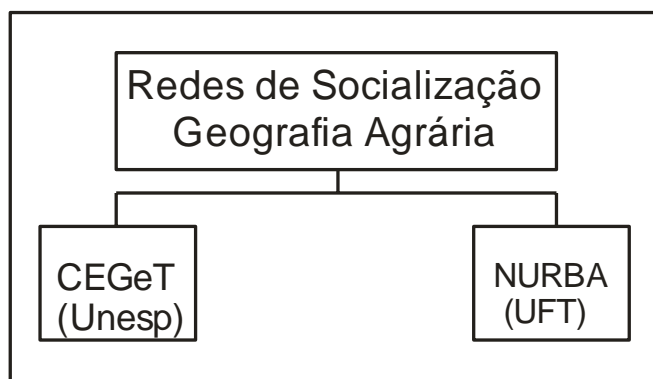 Redes de Socialização
Geografia Agrária
CEGeT
(Unesp)
NURBA
(UFT)